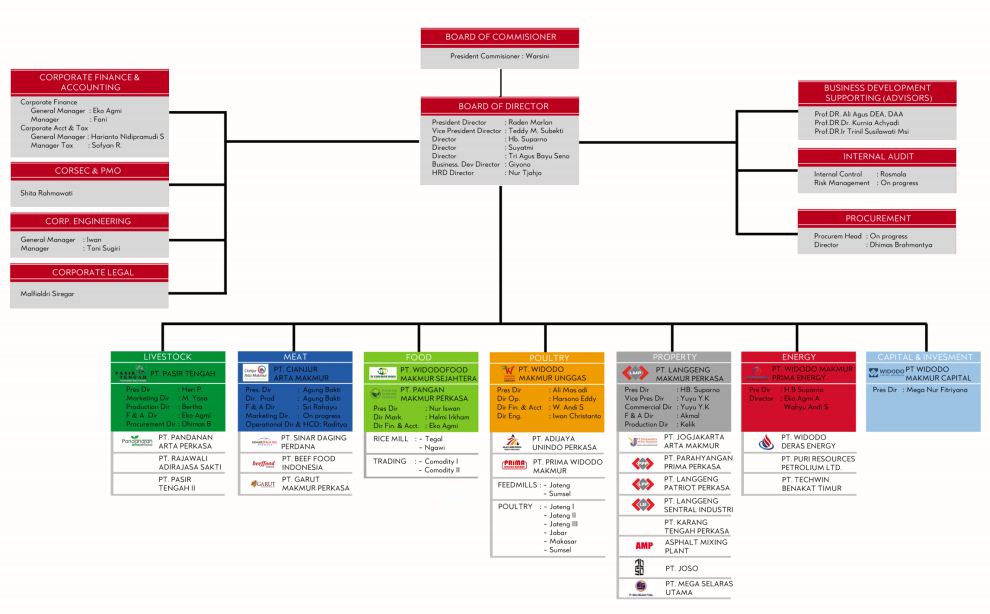 BOARD OF COMMISIONER
President Commisioner : Warsini
BOARD OF DIRECTOR
President Director : Raden Marlan
Vice President Director : Teddy M. Subekti
Director : Hb. Suparno
Director : Suyatmi
Director : Tri Agus Bayu Seno
Business. Dev Director : Giyono
HRD Director : Nur Tjahjo
CORPORATE FINANCE &
ACCOUNTING
Corporate Finance
General Manager : Eko Agmi
Manager : Fani
Corporate Acct & Tax
General Manager : Harianto Nidipramudi S
Manager Tax : Sofyan R.
CORSEC & PMO
Shita Rahmawati
CORP. ENGINEERING
General Manager : Iwan
Manager : Toni Sugiri
CORPORATE LEGAL
Malfialdri Siregar
BUSINESS DEVELOPMENT
SUPPORTING (ADVISORS)
Prof.DR. Ali Agus DEA, DAA
Prof.DR.Dr. Kurnia Achyadi
Prof.DR.Ir Trinil Susilawati Msi
INTERNAL AUDIT
Internal Control : Rosmala
Risk Management : On progress
PROCUREMENT
Procurem Head : On progress
Director : Dhimas Brahmantya
LIVESTOCK
PASIR TENGAH
PT. PASIR TENGAH
Pres Dir : Heri P.
Marketing Dir : M. Yasa
Production Dir : Bertha
F & A Dir : Eko Agmi
Procurement Dir : Dhimas B
Pandanan
PT. PANDANAN
ARTA PERKASA
PT. RAJAWALI
ADIRAJASA SAKTI
PT. PASIR
TENGAH II
MEAT
Cianjur
Arta Makmur
PT. CIANJUR
ARTA MAKMUR
Pres. Dir : Agung Bakti
Dir. Prod : Agung Bakti
F & A Dir : Sri Rahayu
Marketing Dir. : On progress
Operational Dir & HCD: Raditya
PT. SINAR DAGING
PERDANA
beeffood
PT. BEEF FOOD
INDONESIA
GARUT
PT. GARUT
MAKMUR PERKASA
FOOD
PT. WIDODOFOOD
MAKMUR SEJAHTERA
PT. PANGAN
MAKMUR PERKASA
Pres Dir : Nur Iswan
Dir Mark. : Helmi Irkham
Dir Fin. & Acct. : Eko Agmi
RICE MILL : - Tegal
- Ngawi
TRADING : - Comodity I
- Comodity II
POULTRY
PT. WIDODO
MAKMUR UNGGAS
Pres Dir : Ali Mas adi
Dir Op. : Harsono Eddy
Dir Fin. & Acct : W. Andi S
Dir Eng. : Iwan Christanto
PT. ADIJAYA
UNINDO PERKASA
PRIMA
PT. PRIMA WIDODO
MAKMUR
FEEDMILLS : - Jateng
- Sumsel
POULTRY : - Jateng I
- Jateng II
- Jateng III
- Jabar
- Makasar
- Sumsel
PROPERTY
LMP
PT. LANGGENG
MAKMUR PERKASA
Pres Dir : HB. Suparno
Vice Pres Dir : Yuyu Y.K
Commercial Dir : Yuyu Y.K
F & A Dir : Akmal
Production Dir : Kelik
PT. JOGJAKARTA
ARTA MAKMUR
PT. PARAHYANGAN
PRIMA PERKASA
PT. LANGGENG
PATRIOT PERKASA
PT. LANGGENG
SENTRAL INDUSTRI
PT. KARANG
TENGAH PERKASA
AMP
ASPHALT MIXING
PLANT
PT. JOSO
PT. MEGA SELARAS
UTAMA
ENERGY
PT. WIDODO MAKMUR
PRIMA ENERGY
Pre Dir : H.B Suparno
Director : Eko Agmi A
Wahyu Andi S
PT. WIDODO
DERAS ENERGY
PT. PURI RESOURCES
PETROLIUM LTD.
PT. TECHWIN
BENAKAT TIMUR
CAPITAL & INVESMENT
WIDODO
PT WIDODO
MAKMUR CAPITAL
Pres Dir : Mega Nur Fitriyana